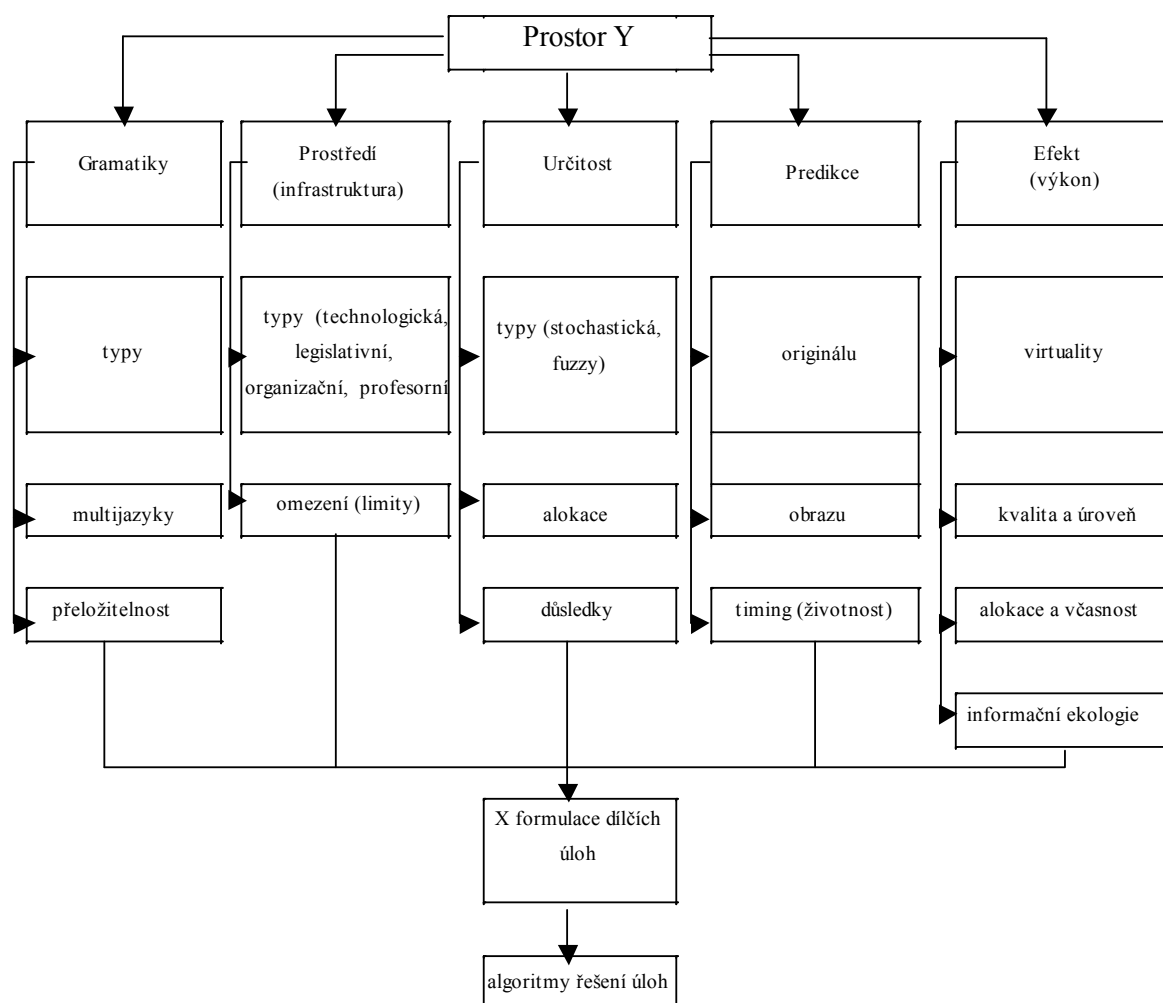 Prostor Y
Gramatiky
Prostředí
(infrastruktura)
Určitost
Predikce
Efekt
(výkon)
typy
typy (technologická,
legislativní,
organizační, profesorní
typy (stochastická,
fuzzy)
originálu
virtuality
multijazyky
omezení (limity)
alokace
obrazu
kvalita a úroveň
přeložitelnost
důsledky
timing (životnost)
alokace a včasnost
informační ekologie
X formulace dílčích
úloh
algoritmy řešení úloh